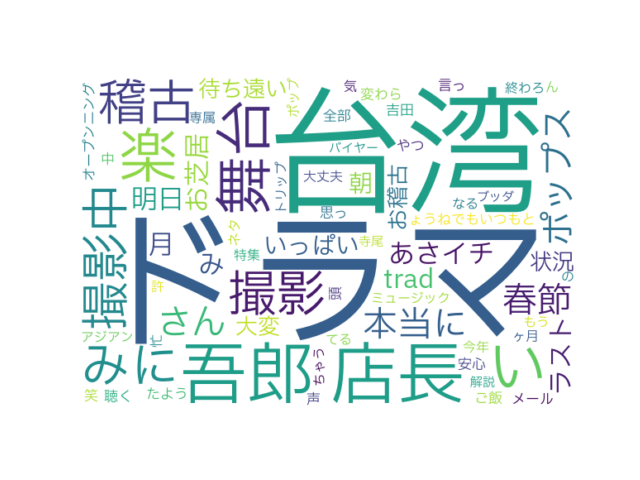 台湾
ドラマ
吾郎
店長
い
撮影
撮影中
舞台
稽古
楽
みに
さん
本当に
ポップス
春節
あさイチ
ラスト
trad
お芝居
お稽古
待ち遠い
明日
朝
月
み
いっぱい
大変
状況
オープンニング
専属
トリップ
ポップ
気
変わら
吉田
全部
バイヤー
言っ
やつ
終わろ
ん
大丈夫
思っ
なる
ブッダ
ょうねでもいつもと
ネタ
特集
寺尾
頭
ミュージック
の
もう
ヶ月
許
中
アジアン
忙
てる
ちゃう
声
今年
安心
解説
ご飯
メール
笑
聴く
たよう